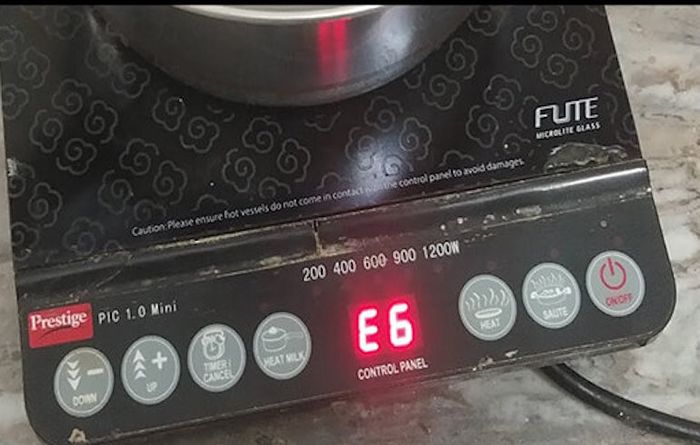 FUTE
MICROLITE GLASS
Caution:Please ensure hot vessels do not come in contact with the control panel to avoid damages.
200 400 600 900 1200W
Prestige PIC 1.0 Mini
DOWN
UP
TIMER/
CANCEL
HEAT MILK
E6
CONTROL PANEL
HEAT
SAUTE
ON/OFF